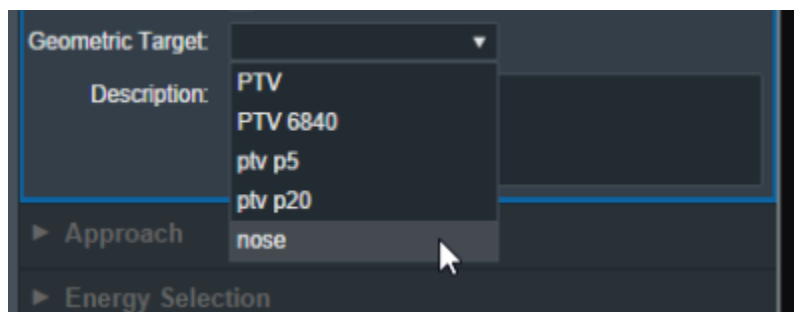 Geometric Target:
Description:
PTV
PTV 6840
ptv p5
ptv p20
nose
Approach
Energy Selection